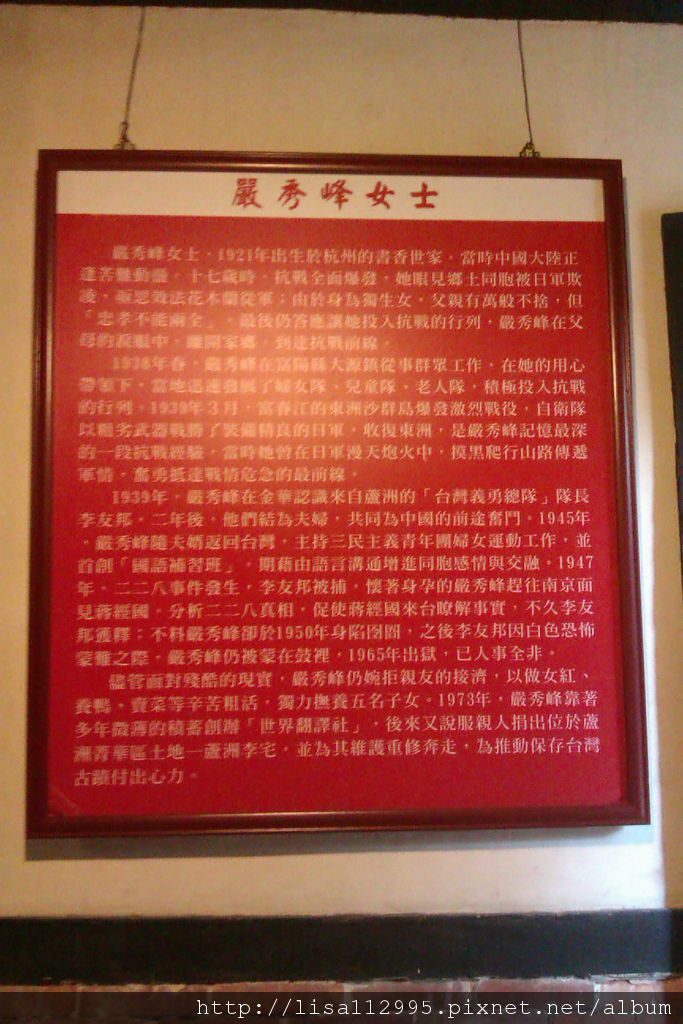 嚴秀峰女士
嚴秀峰女士，1921年出生於杭州的書香世家。當時中國大陸正
逢苦難動盪。十七歲時，抗戰全面爆發，她眼見鄉土同胞被日軍欺
凌，亟思效法花木蘭從軍；由於身為獨生女，父親有萬般不捨，但
「忠孝不能兩全」，最後仍答應讓她投入抗戰的行列，嚴秀峰在父
母的淚眼中，離開家鄉，到達抗戰前線。
1938年春，嚴秀峰在富陽縣大源鎮從事群眾工作，在她的用心
帶領下，當地迅速發展了婦女隊、兒童隊、老人隊，積極投入抗戰
的行列。1939年3月，富春江的東洲沙群島爆發激烈戰役，自衛隊
以粗劣武器戰勝了裝備精良的日軍，收復東洲，是嚴秀峰記憶最深
的一段抗戰經驗，當時她曾在日軍漫天炮火中，摸黑爬行山路傳遞
軍情，奮勇抵達戰情危急的最前線。
1939年，嚴秀峰在金華認識來自蘆洲的「台灣義勇總隊」隊長
李友邦。二年後，他們結為夫婦，共同為中國的前途奮鬥。1945年
，嚴秀峰隨夫婿返回台灣，主持三民主義青年團婦女運動工作，並
首創「國語補習班」，期藉由語言溝通增進同胞感情與交融。1947
年，二二八事件發生，李友邦被捕，懷著身孕的嚴秀峰趕往南京面
見蔣經國，分析二二八真相，促使蔣經國來台瞭解事實，不久李友
邦獲釋；不料嚴秀峰卻於1950年身陷囹圄，之後李友邦因白色恐怖
蒙難之際，嚴秀峰仍被蒙在鼓裡，1965年出獄，已人事全非。
儘管面對殘酷的現實，嚴秀峰仍婉拒親友的接濟，以做女紅、
養鴨、賣菜等辛苦粗活，獨力撫養五名子女。1973年，嚴秀峰靠著
多年微薄的積蓄創辦「世界翻譯社」，後來又說服親人捐出位於蘆
洲菁華區土地—蘆洲李宅，並為其維護重修奔走，為推動保存台灣
古蹟付出心力。
http://lisa112995.pixnet.net/album